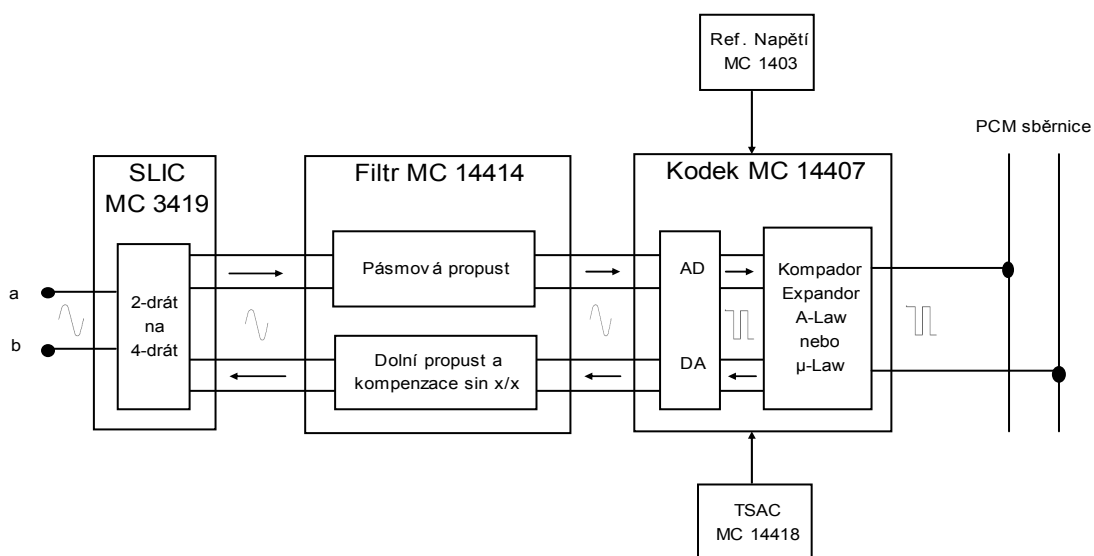 Ref. Napětí
MC 1403
PCM sběrnice
SLIC
MC 3419
Filtr MC 14414
Kodek MC 14407
a
b
2-drát
na
4-drát
Pásmová propust
Dolní propust a
kompenzace sin x/x
AD
DA
Kompador
Expandor
A-Law
nebo
µ-Law
TSAC
MC 14418